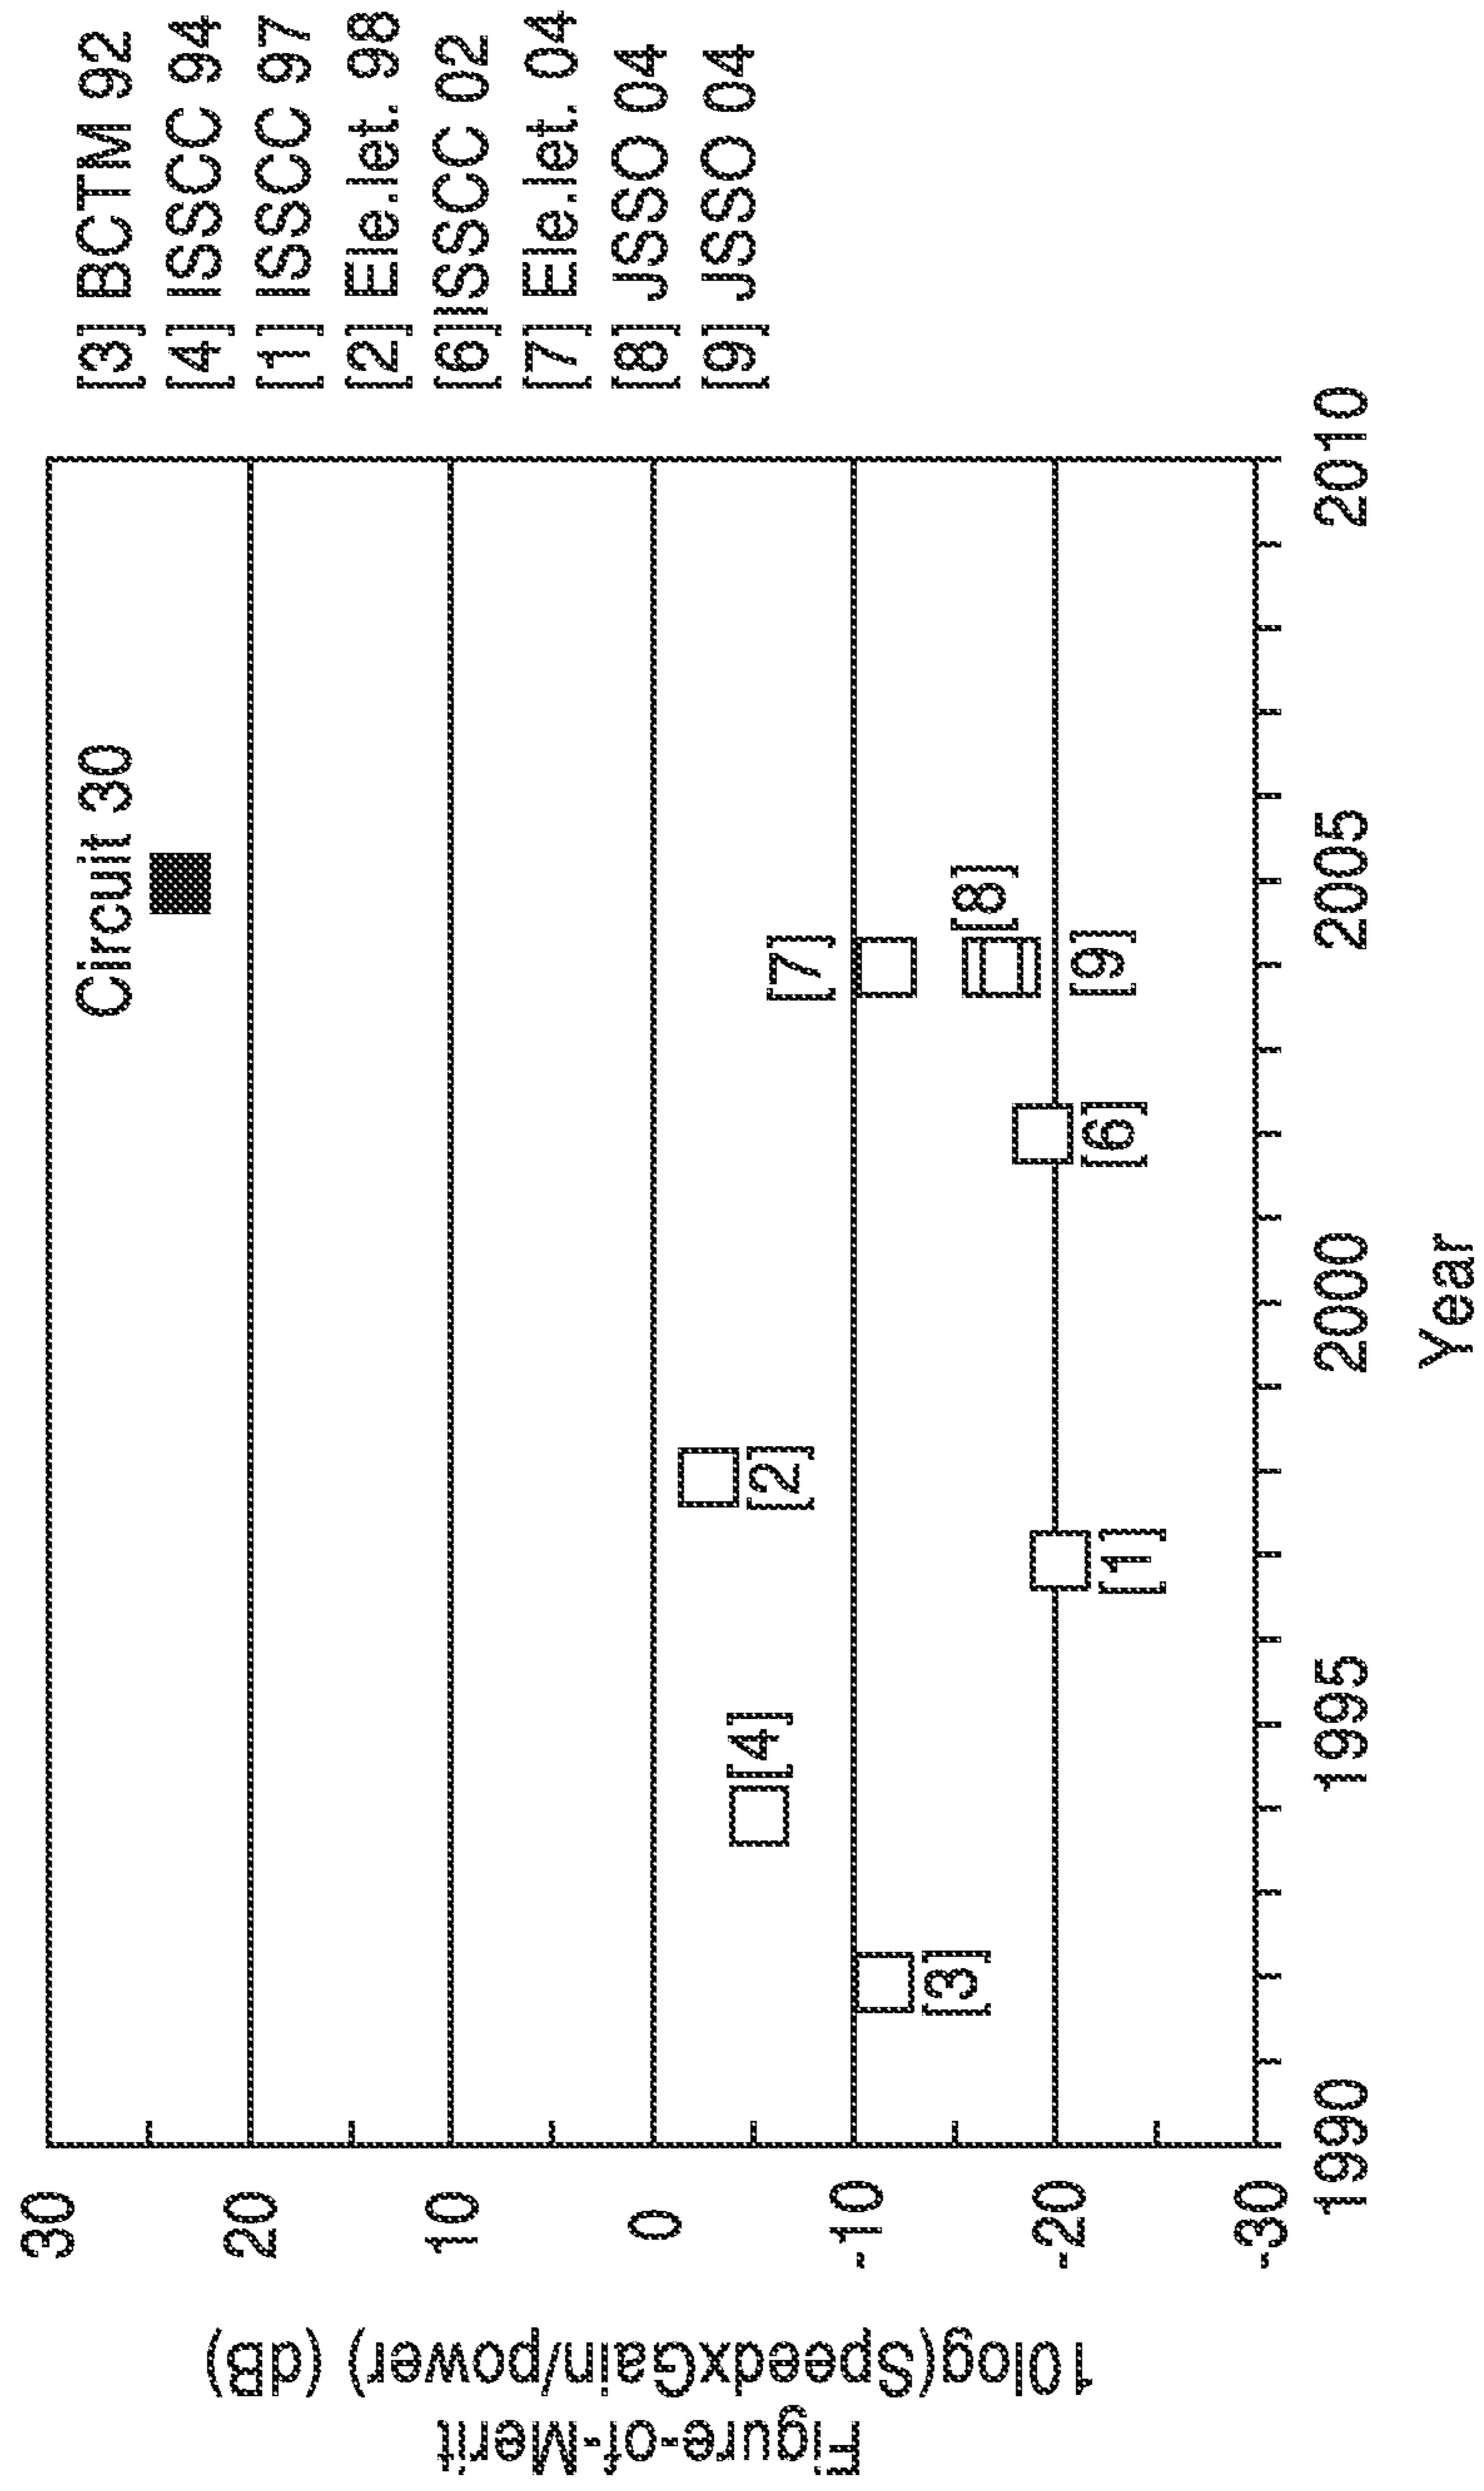 Figure-of-Merit
10log(SpeedxGain/power) (dB)
30
20
10
0
-10
-20
-30
Circuit 30
[7]
[8]
[9]
[6]
[2]
[1]
[4]
[3]
1990
1995
2000
2005
2010
Year
[3] BCTM 92
[4] ISSCC 94
[1] ISSCC 97
[2] Ele.let. 98
[6]ISSCC 02
[7] Ele.let. 04
[8] JSSO 04
[9] JSSO 04